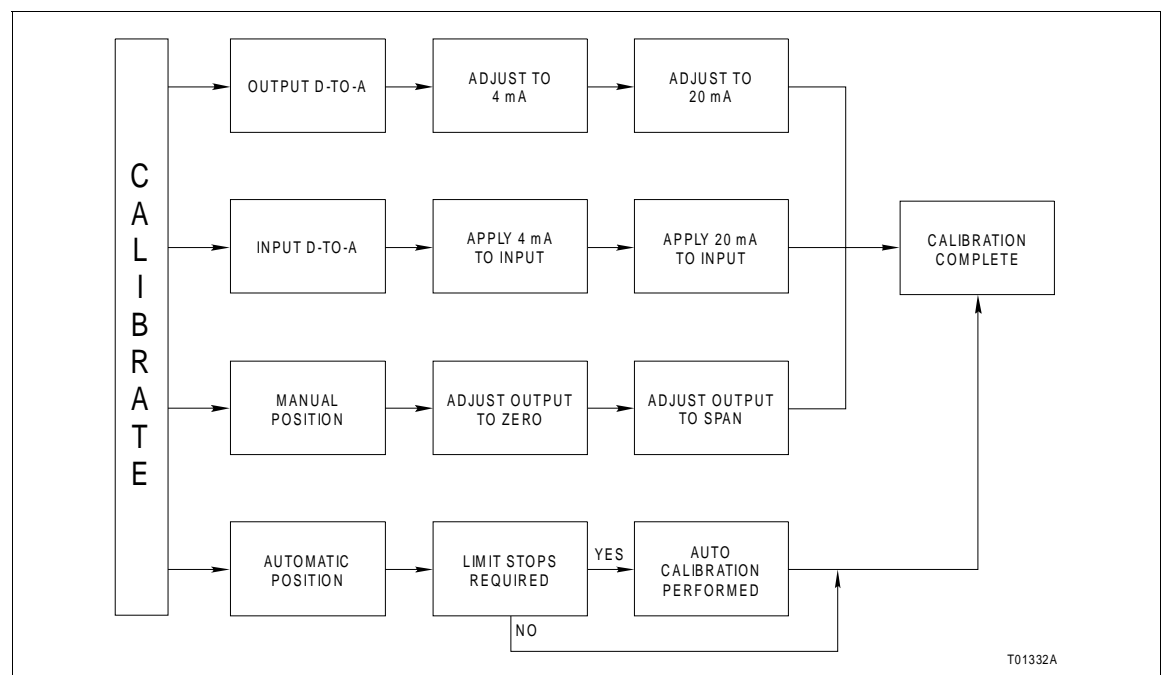 CALIBRATE
OUTPUT D-TO-A
ADJUST TO
4 mA
ADJUST TO
20 mA
INPUT D-TO-A
APPLY 4 mA
TO INPUT
APPLY 20 mA
TO INPUT
CALIBRATION
COMPLETE
MANUAL
POSITION
ADJUST OUTPUT
TO ZERO
ADJUST OUTPUT
TO SPAN
AUTOMATIC
POSITION
LIMIT STOPS
REQUIRED
YES
AUTO
CALIBRATION
PERFORMED
NO
T01332A